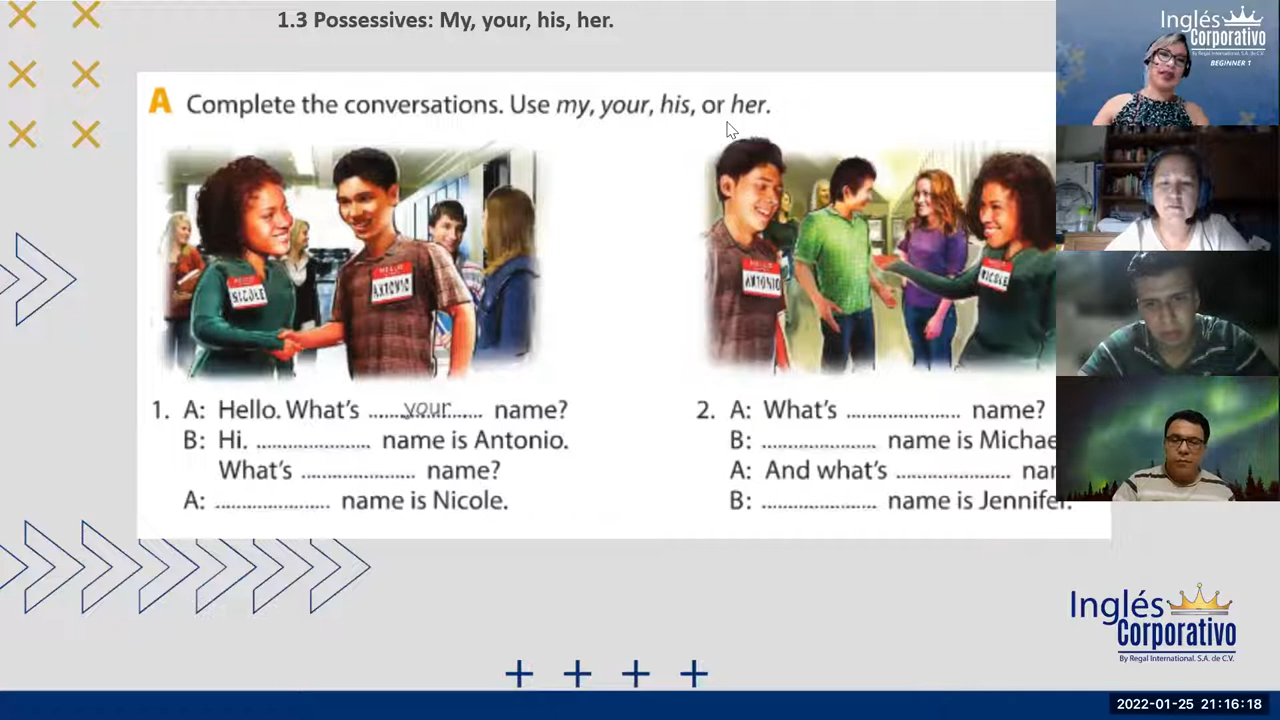 1.3 Possessives: My, your, his, her.
A Complete the conversations. Use my, your, his, or her.
HELLO
NICOLE
HELLO
ANTONIO
ANTONIO
NICOLE
1. A: Hello. What's ......your...... name?
B: Hi. .................... name is Antonio.
What's .................... name?
A: .................... name is Nicole.
2. A: What's .................... name?
B: .................... name is Michae
A: And what's .................... nar
B: .................... name is Jennifer.
Inglés
Corporativo
By Regal International. S.A. de C.V.
BEGINNER 1
Inglés
Corporativo
By Regal International. S.A. de C.V.
2022-01-25 21:16:18